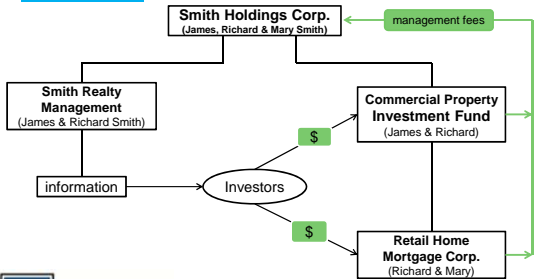 Smith Holdings Corp.
(James, Richard & Mary Smith)
management fees
Smith Realty
Management
(James & Richard Smith)
Commercial Property
Investment Fund
(James & Richard)
$
information
Investors
$
Retail Home
Mortgage Corp.
(Richard & Mary)